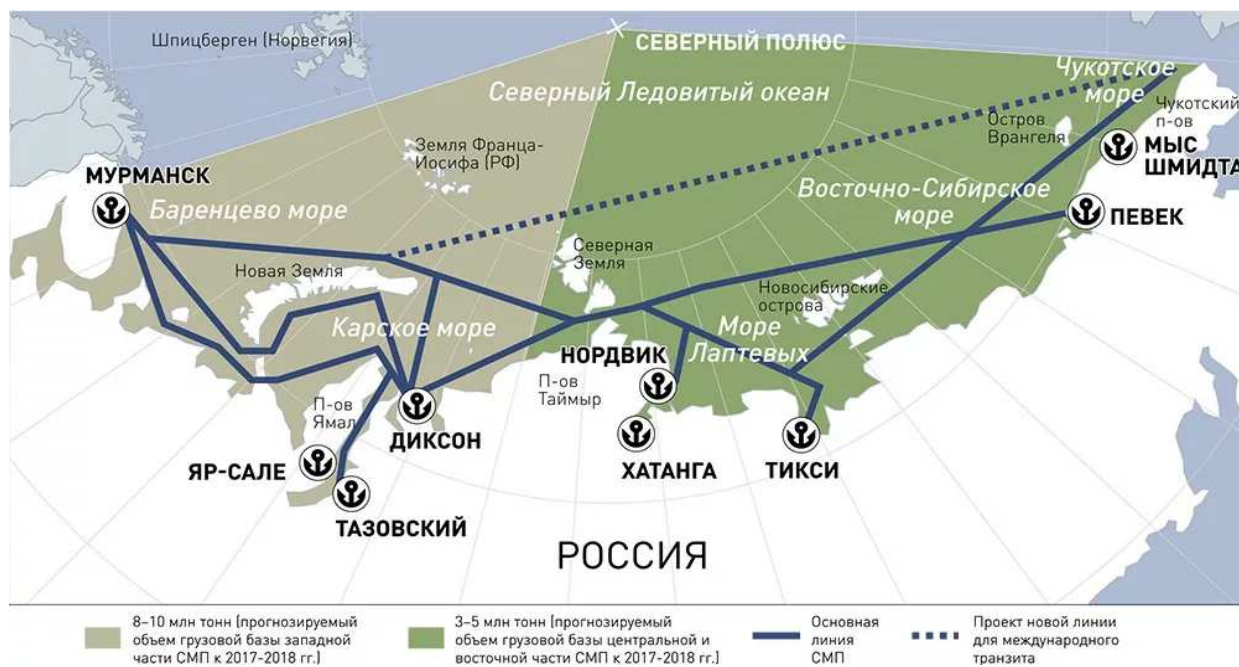 Шпицберген (Норвегия)
СЕВЕРНЫЙ ПОЛЮС
Чукотское
море
Северный Ледовитый океан
Чукотский
п-ов
Остров
Врангеля
Земля Франца-
Иосифа (РФ)
МЫС
ШМИДТА
МУРМАНСК
Баренцево море
Восточно-Сибирское
море
ПЕВЕК
Северная
Земля
Новая Земля
Новосибирские
острова
Карское море
Море
Лаптевых
НОРДВИК
П-ов
Таймыр
П-ов
Ямал
ДИКСОН
ЯР-САЛЕ
ХАТАНГА
ТИКСИ
ТАЗОВСКИЙ
РОССИЯ
8–10 млн тонн (прогнозируемый
объем грузовой базы западной
части СМП к 2017-2018 гг.)
3–5 млн тонн (прогнозируемый
объем грузовой базы центральной и
восточной части СМП к 2017-2018 гг.)
Основная
линия
СМП
Проект новой линии
для международного
транзита